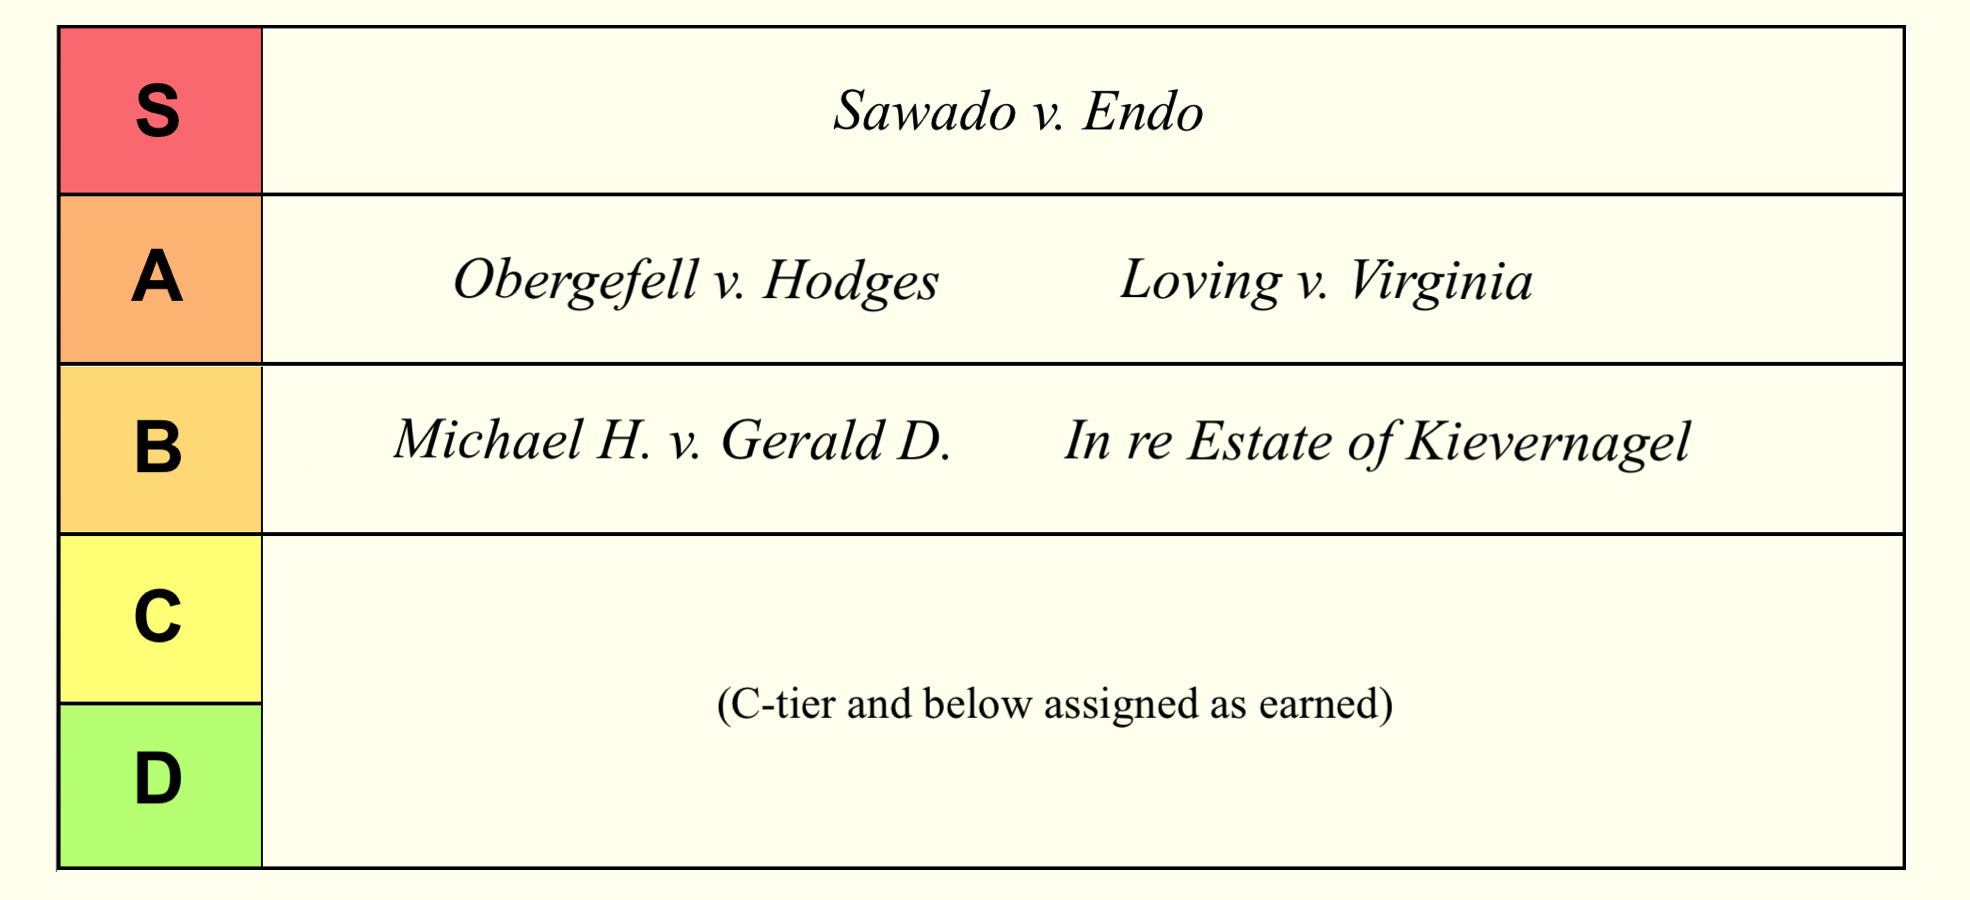 S
Sawado v. Endo
A
Obergefell v. Hodges Loving v. Virginia
B
Michael H. v. Gerald D. In re Estate of Kievernagel
C
(C-tier and below assigned as earned)
D